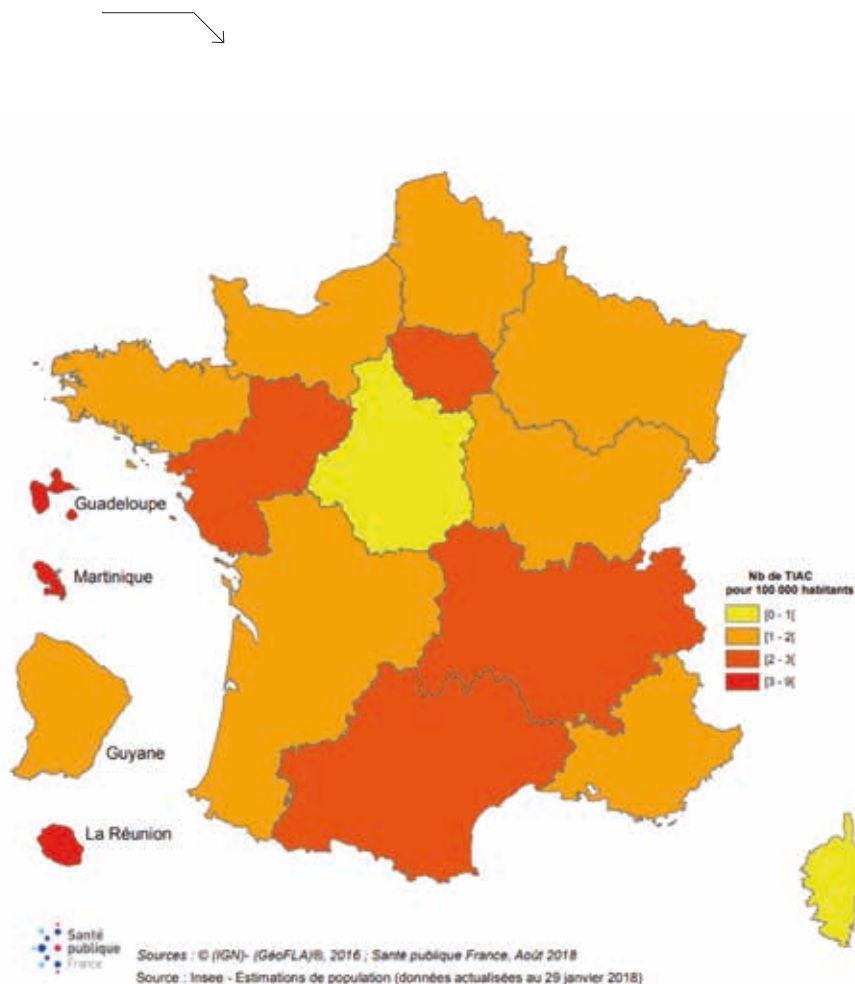 Guadeloupe
Martinique
Guyane
La Réunion
Nb de TIAC
pour 100 000 habitants
[0 - 1[
[1 - 2[
[2 - 3[
[3 - 9[
Santé
publique
France
Sources : © (IGN)- (GéoFLA)®, 2016 ; Santé publique France, Août 2018
Source : Insee - Estimations de population (données actualisées au 29 janvier 2018)